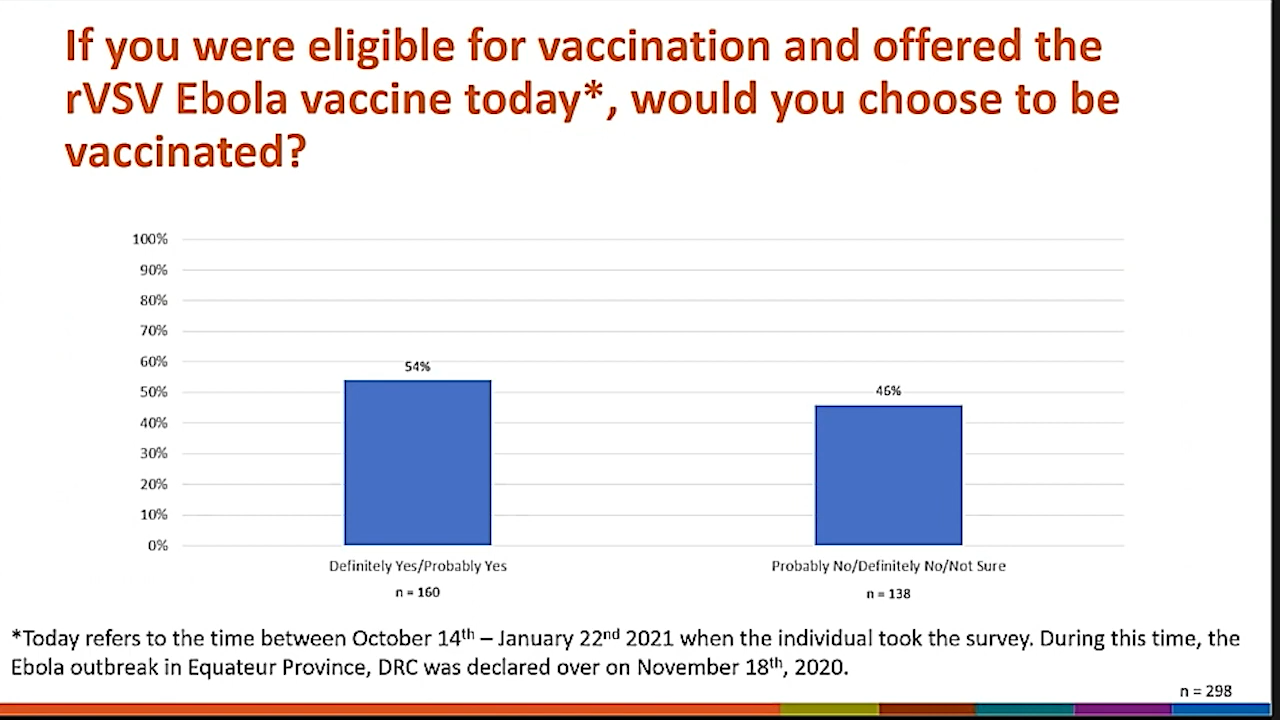 If you were eligible for vaccination and offered the
rVSV Ebola vaccine today*, would you choose to be
vaccinated?
100%
90%
80%
70%
60%
50%
40%
30%
20%
10%
0%
54%
46%
Definitely Yes/Probably Yes
Probably No/Definitely No/Not Sure
n = 160
n = 138
*Today refers to the time between October 14th – January 22nd 2021 when the individual took the survey. During this time, the
Ebola outbreak in Equateur Province, DRC was declared over on November 18th, 2020.
n = 298